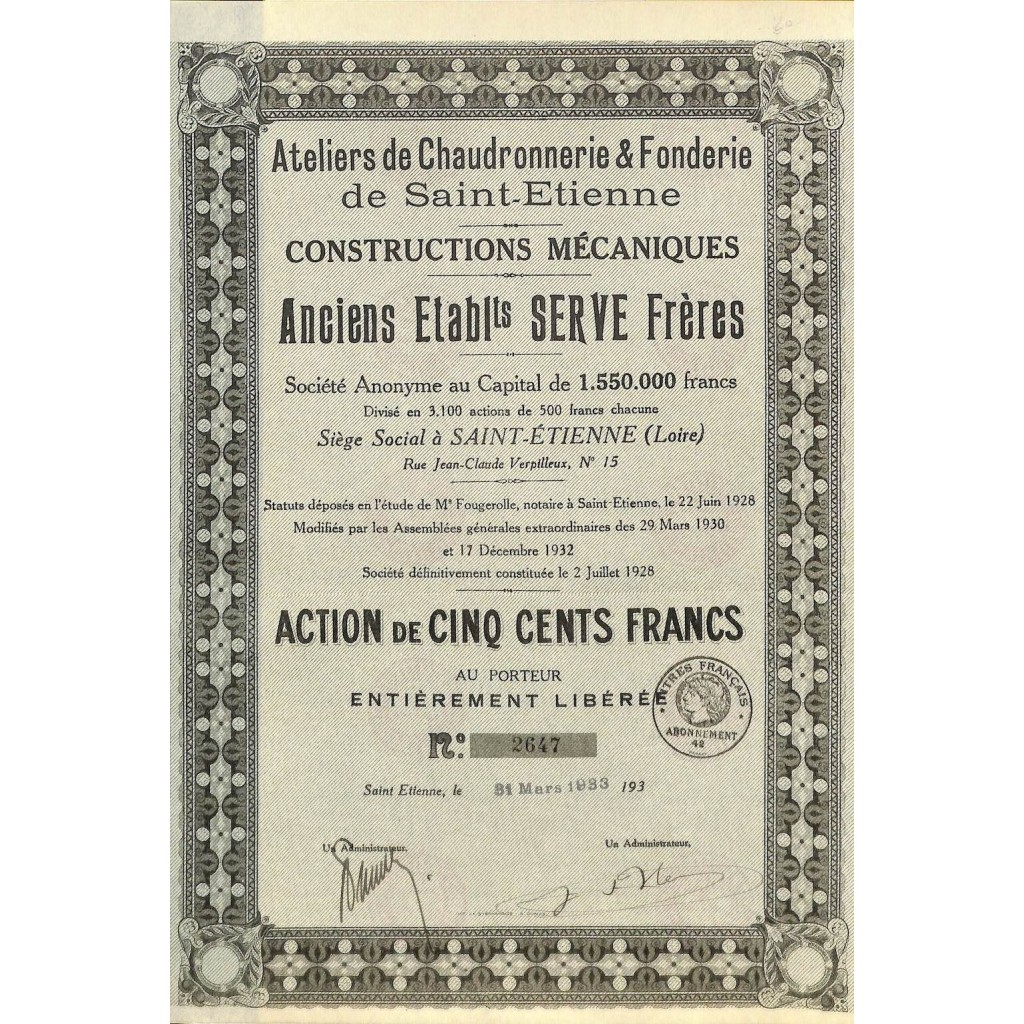 Ateliers de Chaudronnerie & Fonderie
de Saint-Etienne
CONSTRUCTIONS MÉCANIQUES
Anciens Etablts SERVE Frères
Société Anonyme au Capital de 1.550.000 francs
Divisé en 3.100 actions de 500 francs chacune
Siège Social à SAINT-ÉTIENNE (Loire)
Rue Jean-Claude Verpilleux, N° 15
Statuts déposés en l'étude de Me Fougerolle, notaire à Saint-Etienne, le 22 Juin 1928
Modifiés par les Assemblées générales extraordinaires des 29 Mars 1930
et 17 Décembre 1932
Société définitivement constituée le 2 Juillet 1928
ACTION DE CINQ CENTS FRANCS
AU PORTEUR
ENTIÈREMENT LIBÉRÉE
TITRES FRANÇAIS
ABONNEMENT
42
N° 2647
Saint Etienne, le 31 Mars 1933 193
Un Administrateur, Un Administrateur,